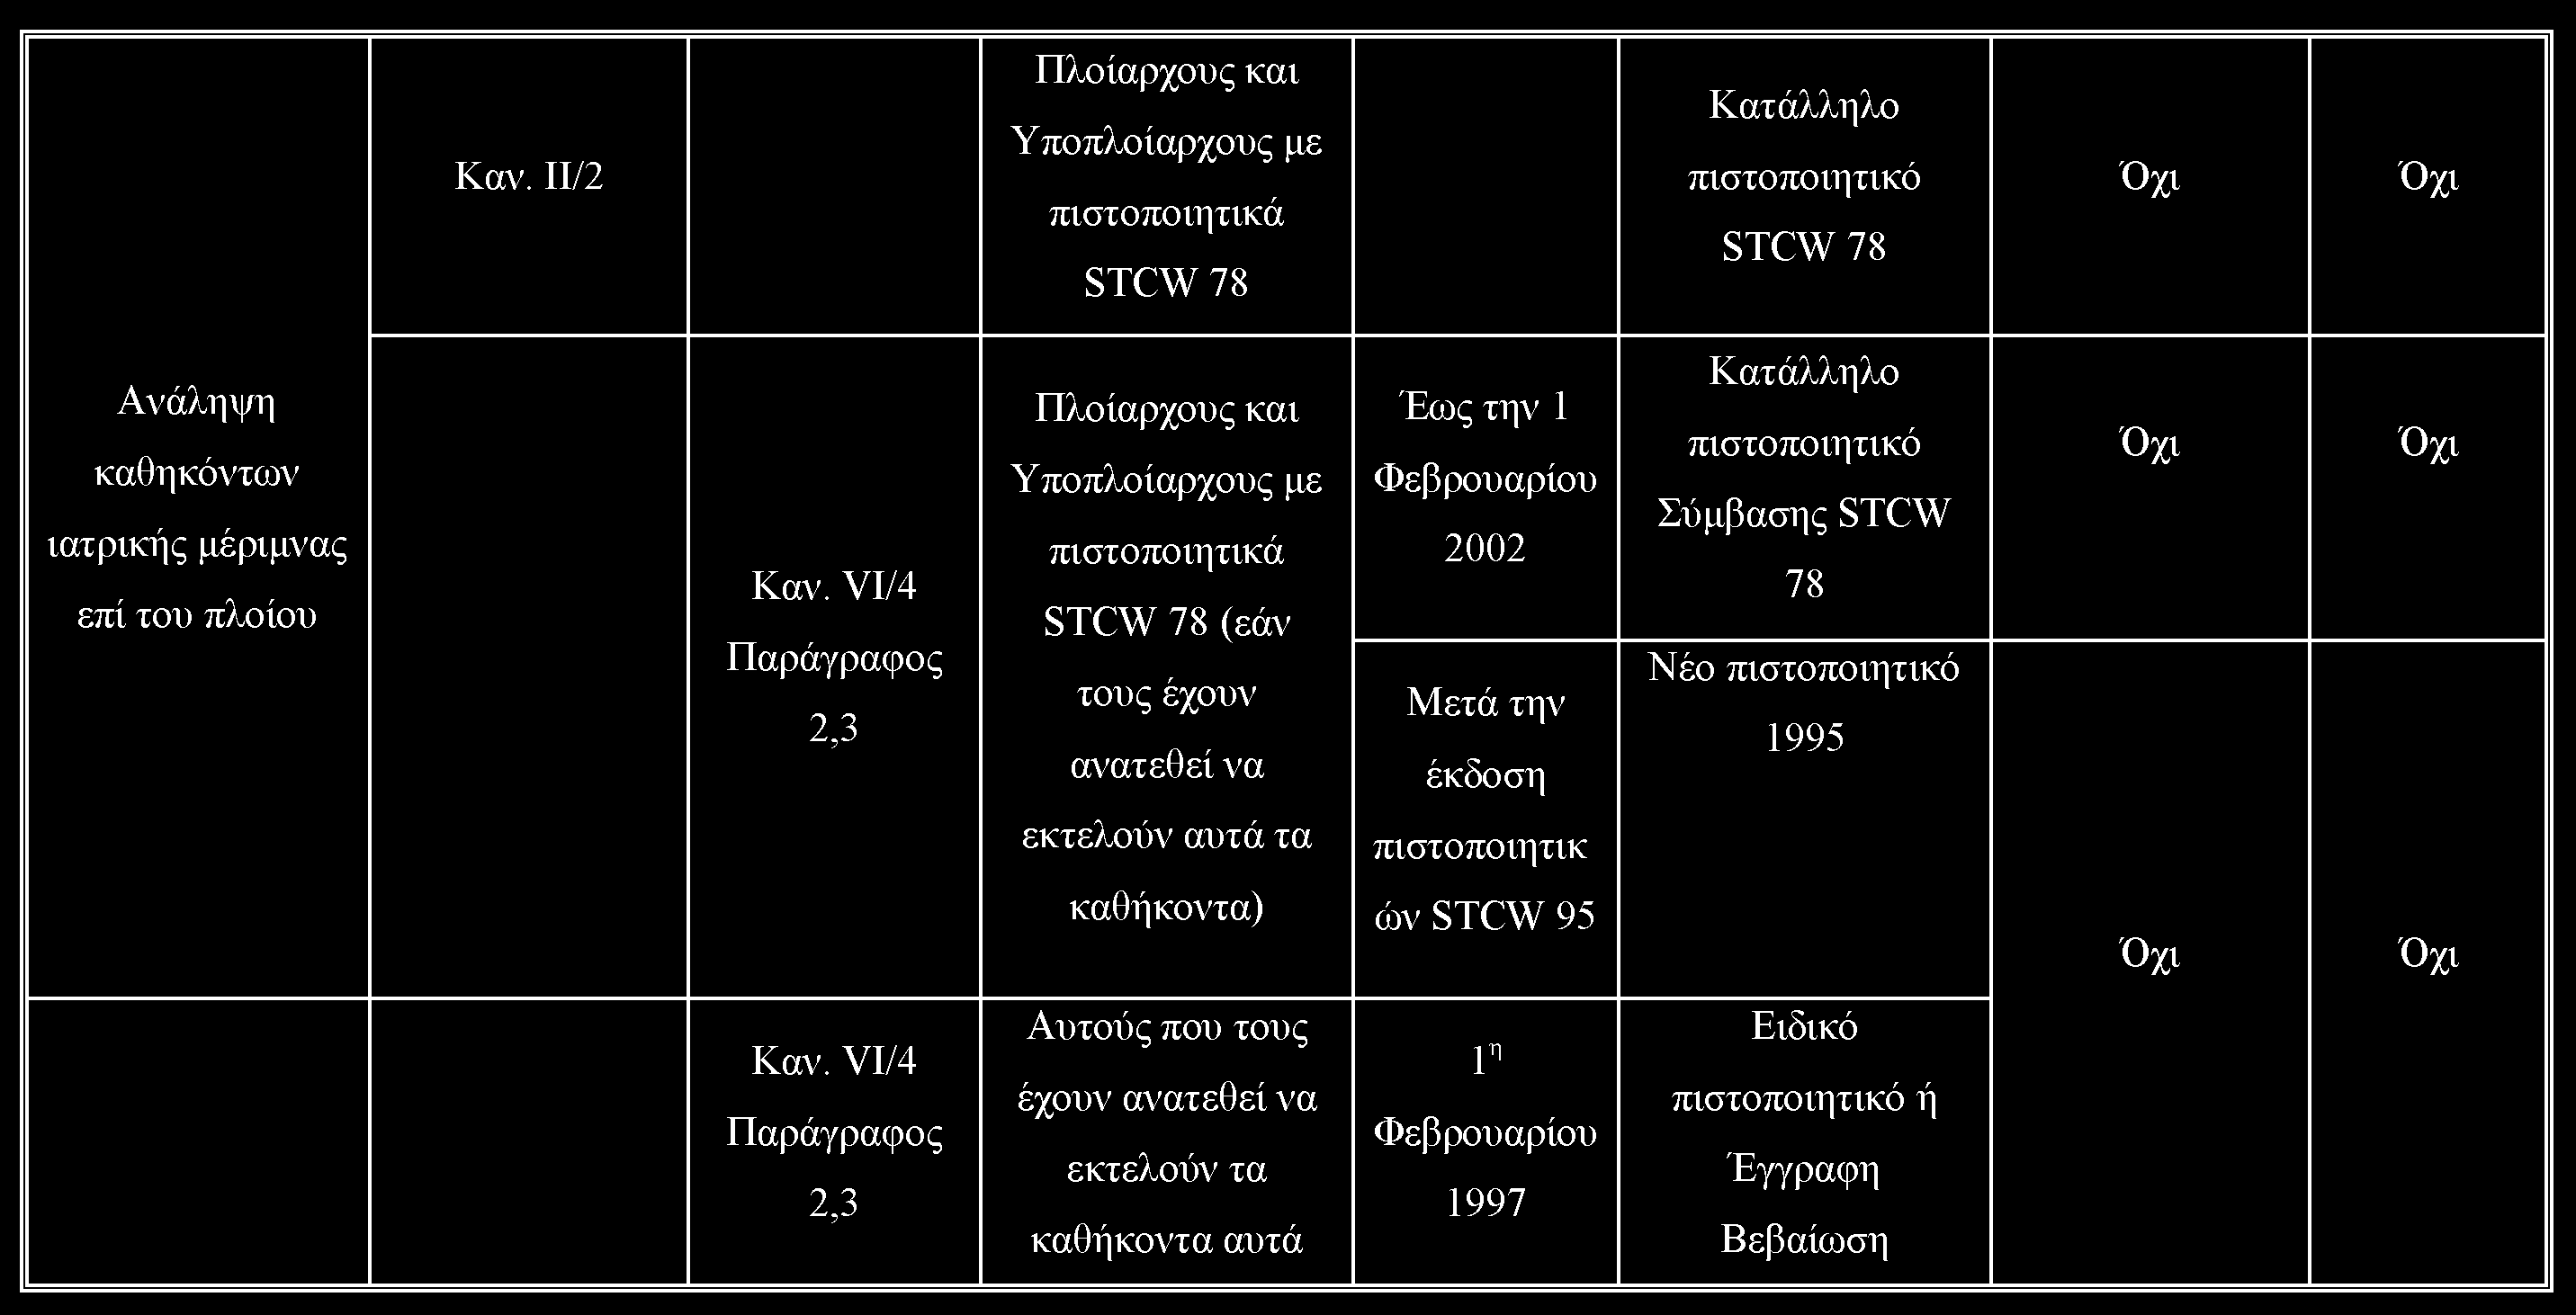 Ανάληψη
καθηκόντων
ιατρικής μέριμνας
επί του πλοίου
Καν. II/2
Πλοίαρχους και
Υποπλοίαρχους με
πιστοποιητικά
STCW 78
Κατάλληλο
πιστοποιητικό
STCW 78
Όχι
Όχι
Καν. VI/4
Παράγραφος
2,3
Πλοίαρχους και
Υποπλοίαρχους με
πιστοποιητικά
STCW 78 (εάν
τους έχουν
ανατεθεί να
εκτελούν αυτά τα
καθήκοντα)
Έως την 1
Φεβρουαρίου
2002
Κατάλληλο
πιστοποιητικό
Σύμβασης STCW
78
Όχι
Όχι
Μετά την
έκδοση
πιστοποιητικ
ών STCW 95
Νέο πιστοποιητικό
1995
Όχι
Όχι
Καν. VI/4
Παράγραφος
2,3
Αυτούς που τους
έχουν ανατεθεί να
εκτελούν τα
καθήκοντα αυτά
1η
Φεβρουαρίου
1997
Ειδικό
πιστοποιητικό ή
Έγγραφη
Βεβαίωση